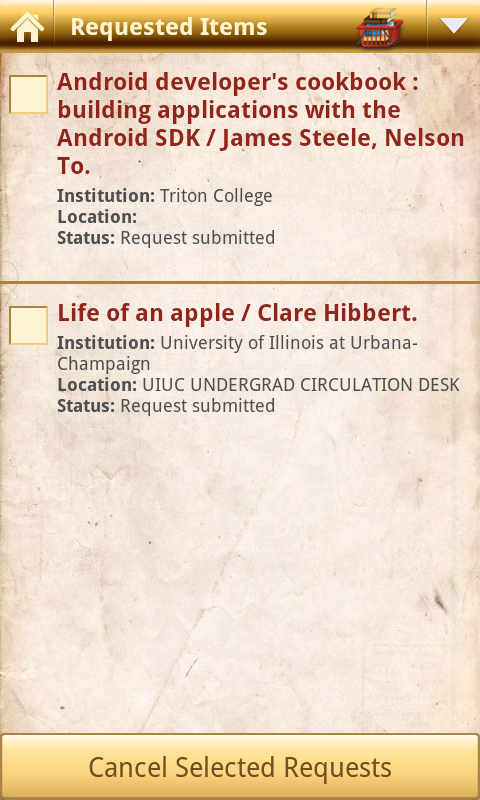 Requested Items
Android developer's cookbook :
building applications with the
Android SDK / James Steele, Nelson
To.
Institution: Triton College
Location:
Status: Request submitted
Life of an apple / Clare Hibbert.
Institution: University of Illinois at Urbana-
Champaign
Location: UIUC UNDERGRAD CIRCULATION DESK
Status: Request submitted
Cancel Selected Requests